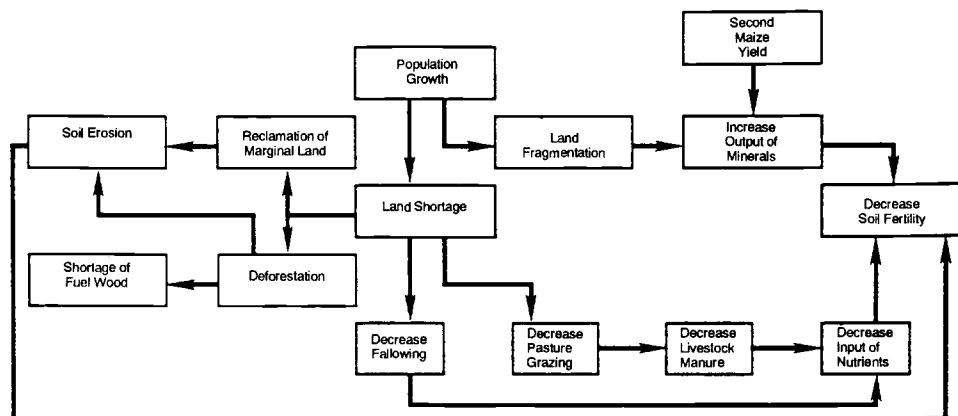 Second
Maize
Yield
Population
Growth
Soil Erosion
Reclamation of
Marginal Land
Land
Fragmentation
Increase
Output of
Minerals
Land Shortage
Decrease
Soil Fertility
Shortage of
Fuel Wood
Deforestation
Decrease
Fallowing
Decrease
Pasture
Grazing
Decrease
Livestock
Manure
Decrease
Input of
Nutrients